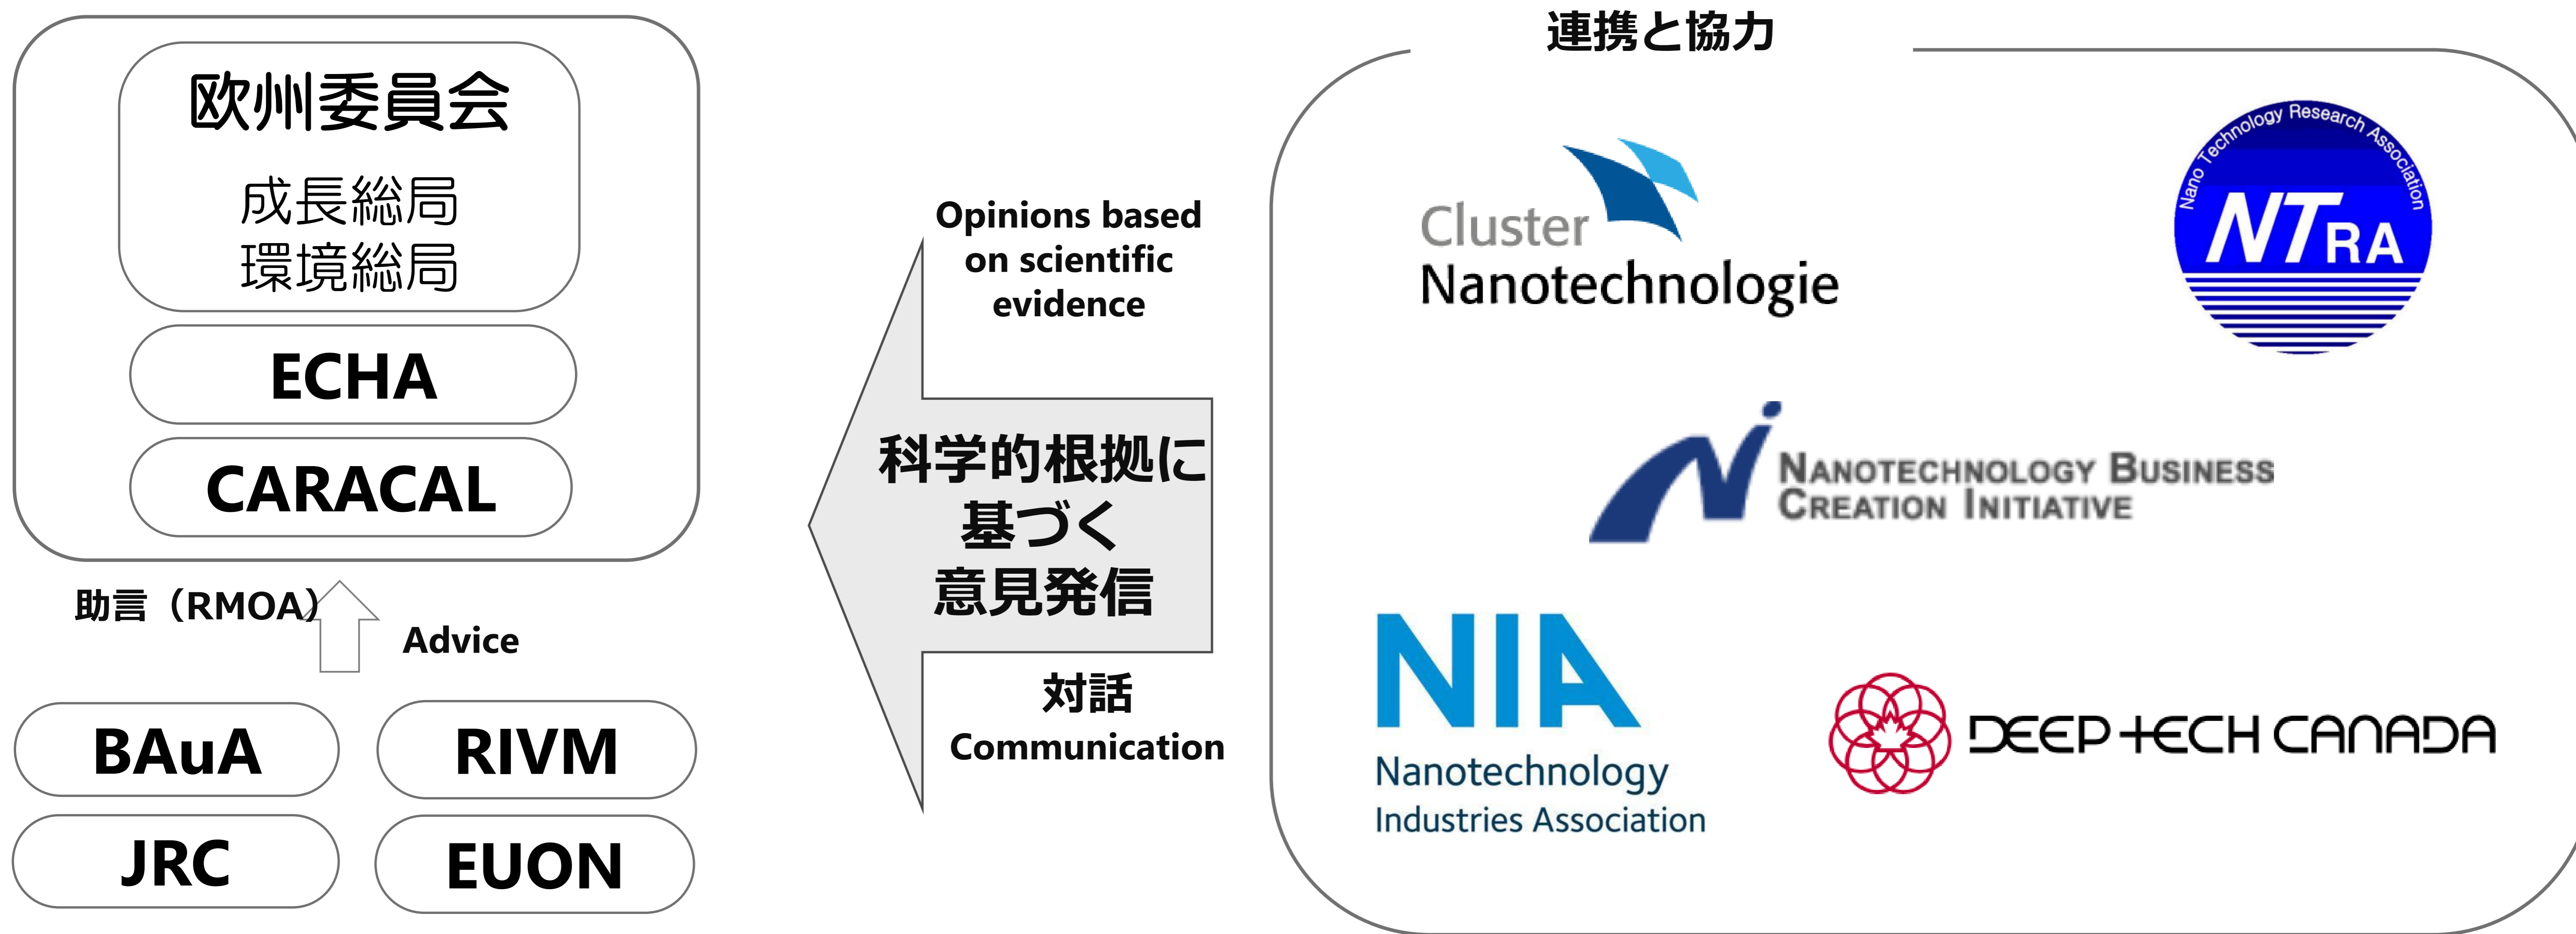 欧州委員会
成長総局
環境総局
ECHA
CARACAL
助言（RMOA）
Advice
BAuA
RIVM
JRC
EUON
Opinions based
on scientific
evidence
科学的根拠に
基づく
意見発信
対話
Communication
連携と協力
Cluster
Nanotechnologie
Nano Technology Research Association
NTRA
NANOTECHNOLOGY BUSINESS
CREATION INITIATIVE
NIA
Nanotechnology
Industries Association
DEEP TECH CANADA